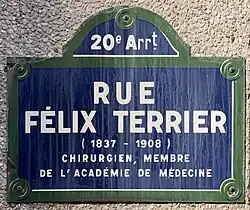 20e Arrt
RUE
FÉLIX TERRIER
( 1837 - 1908 )
CHIRURGIEN, MEMBRE
DE L'ACADÉMIE DE MÉDECINE